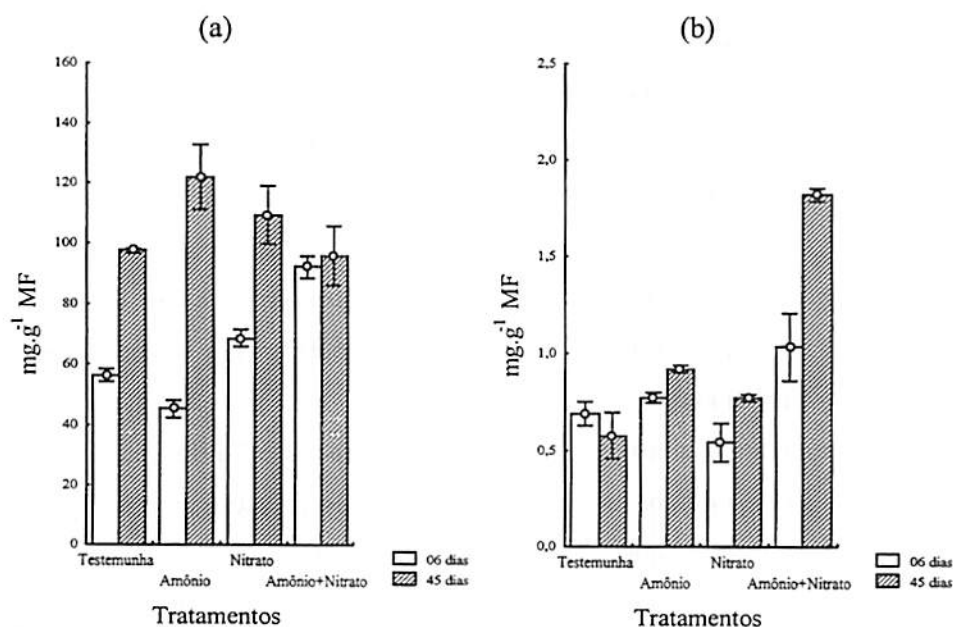 (a)
160
140
120
100
80
60
40
20
0
mg.g-1 MF
Testemunha
Nitrato
Amônio
Amônio+Nitrato
06 dias
45 dias
Tratamentos
(b)
2,5
2,0
1,5
1,0
0,5
0,0
mg.g-1 MF
Testemunha
Nitrato
Amônio
Amônio+Nitrato
06 dias
45 dias
Tratamentos